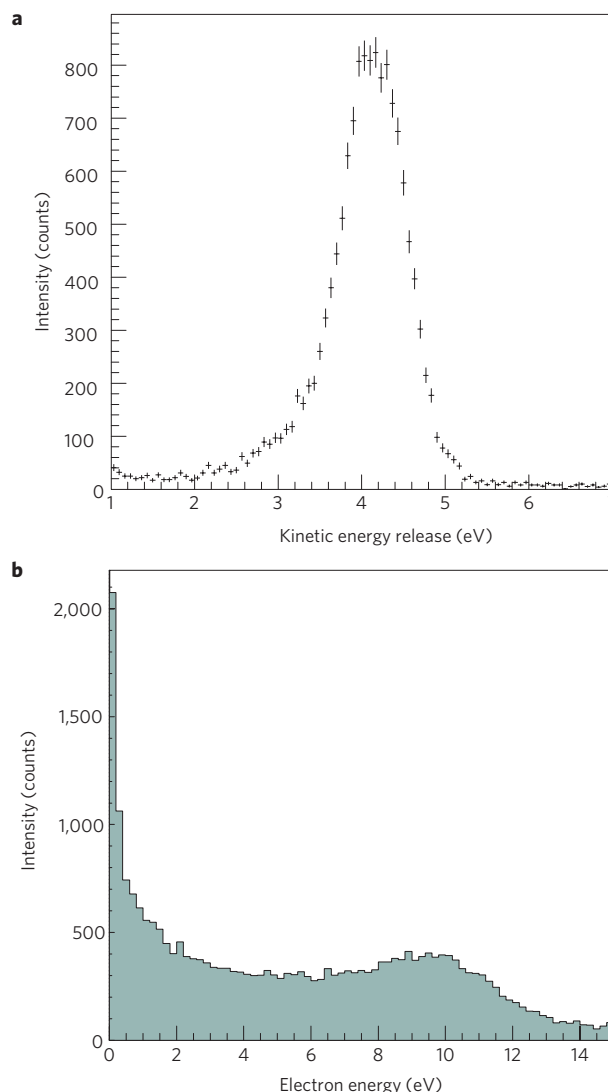 a
800
700
600
500
400
300
200
100
0
Intensity (counts)
1 2 3 4 5 6
Kinetic energy release (eV)
b
2,000
1,500
1,000
500
0
Intensity (counts)
0 2 4 6 8 10 12 14
Electron energy (eV)